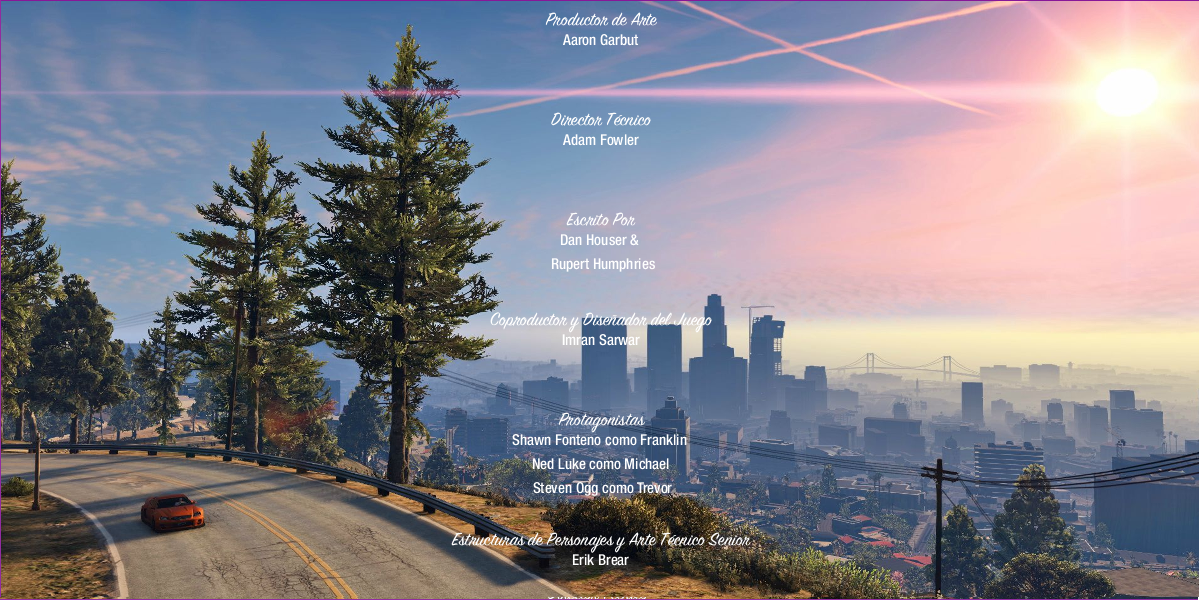 Productor de Arte
Aaron Garbut
Director Técnico
Adam Fowler
Escrito Por
Dan Houser &
Rupert Humphries
Coproductor y Diseñador del Juego
Imran Sarwar
Protagonistas
Shawn Fonteno como Franklin
Ned Luke como Michael
Steven Ogg como Trevor
Estructuras de Personajes y Arte Técnico Senior
Erik Brear